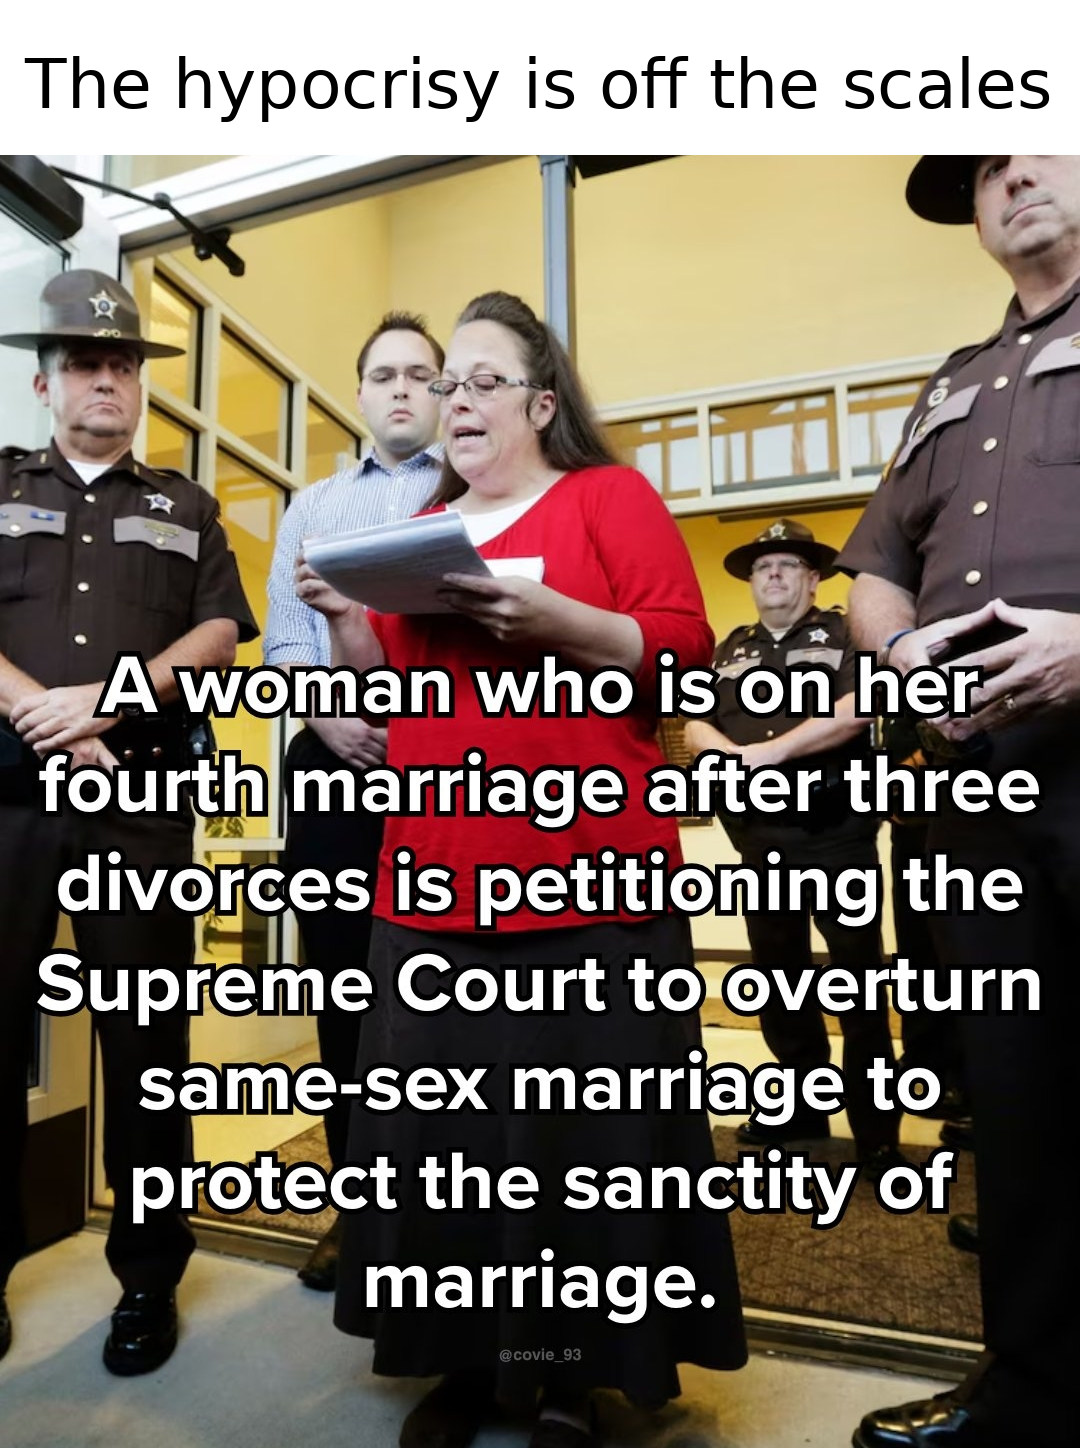 The hypocrisy is off the scales
A woman who is on her
fourth marriage after three
divorces is petitioning the
Supreme Court to overturn
same-sex marriage to
protect the sanctity of
marriage.
@covie_93